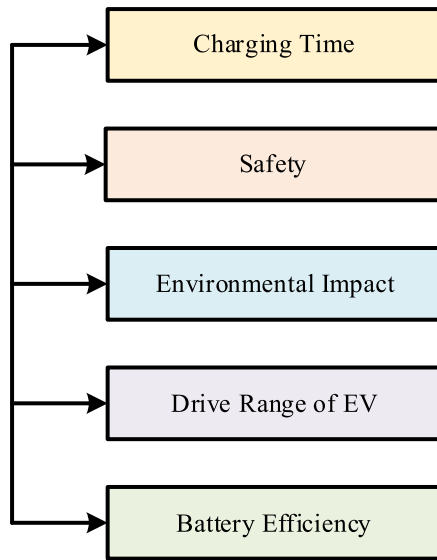 Charging Time
Safety
Environmental Impact
Drive Range of EV
Battery Efficiency